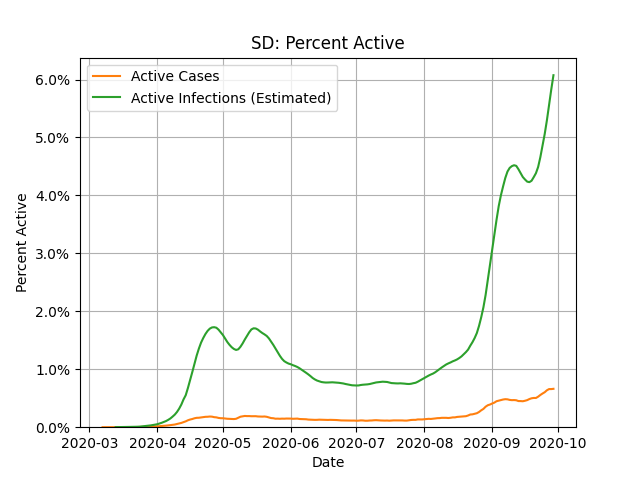 SD: Percent Active
Active Cases
Active Infections (Estimated)
6.0%
5.0%
4.0%
3.0%
2.0%
1.0%
0.0%
Percent Active
2020-03 2020-04 2020-05 2020-06 2020-07 2020-08 2020-09 2020-10
Date